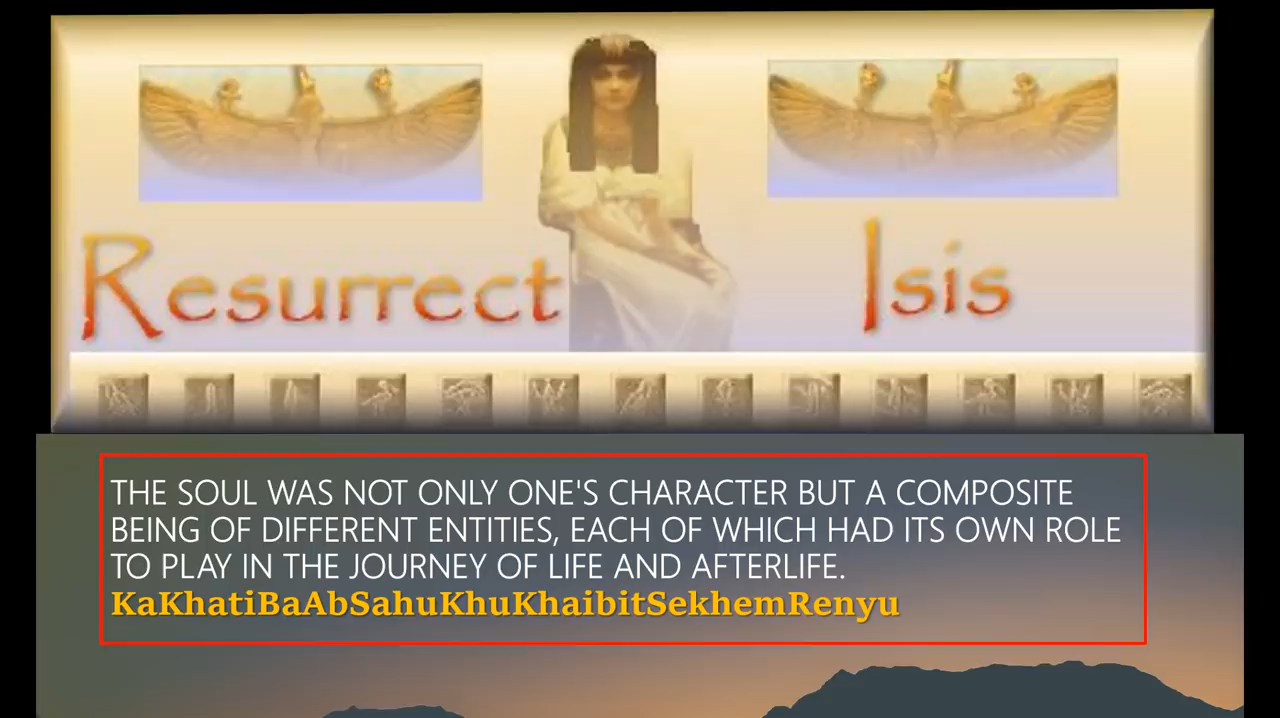 Resurrect Isis
THE SOUL WAS NOT ONLY ONE'S CHARACTER BUT A COMPOSITE
BEING OF DIFFERENT ENTITIES, EACH OF WHICH HAD ITS OWN ROLE
TO PLAY IN THE JOURNEY OF LIFE AND AFTERLIFE.
KaKhatiBaAbSahuKhuKhaibitSekhemRenyu